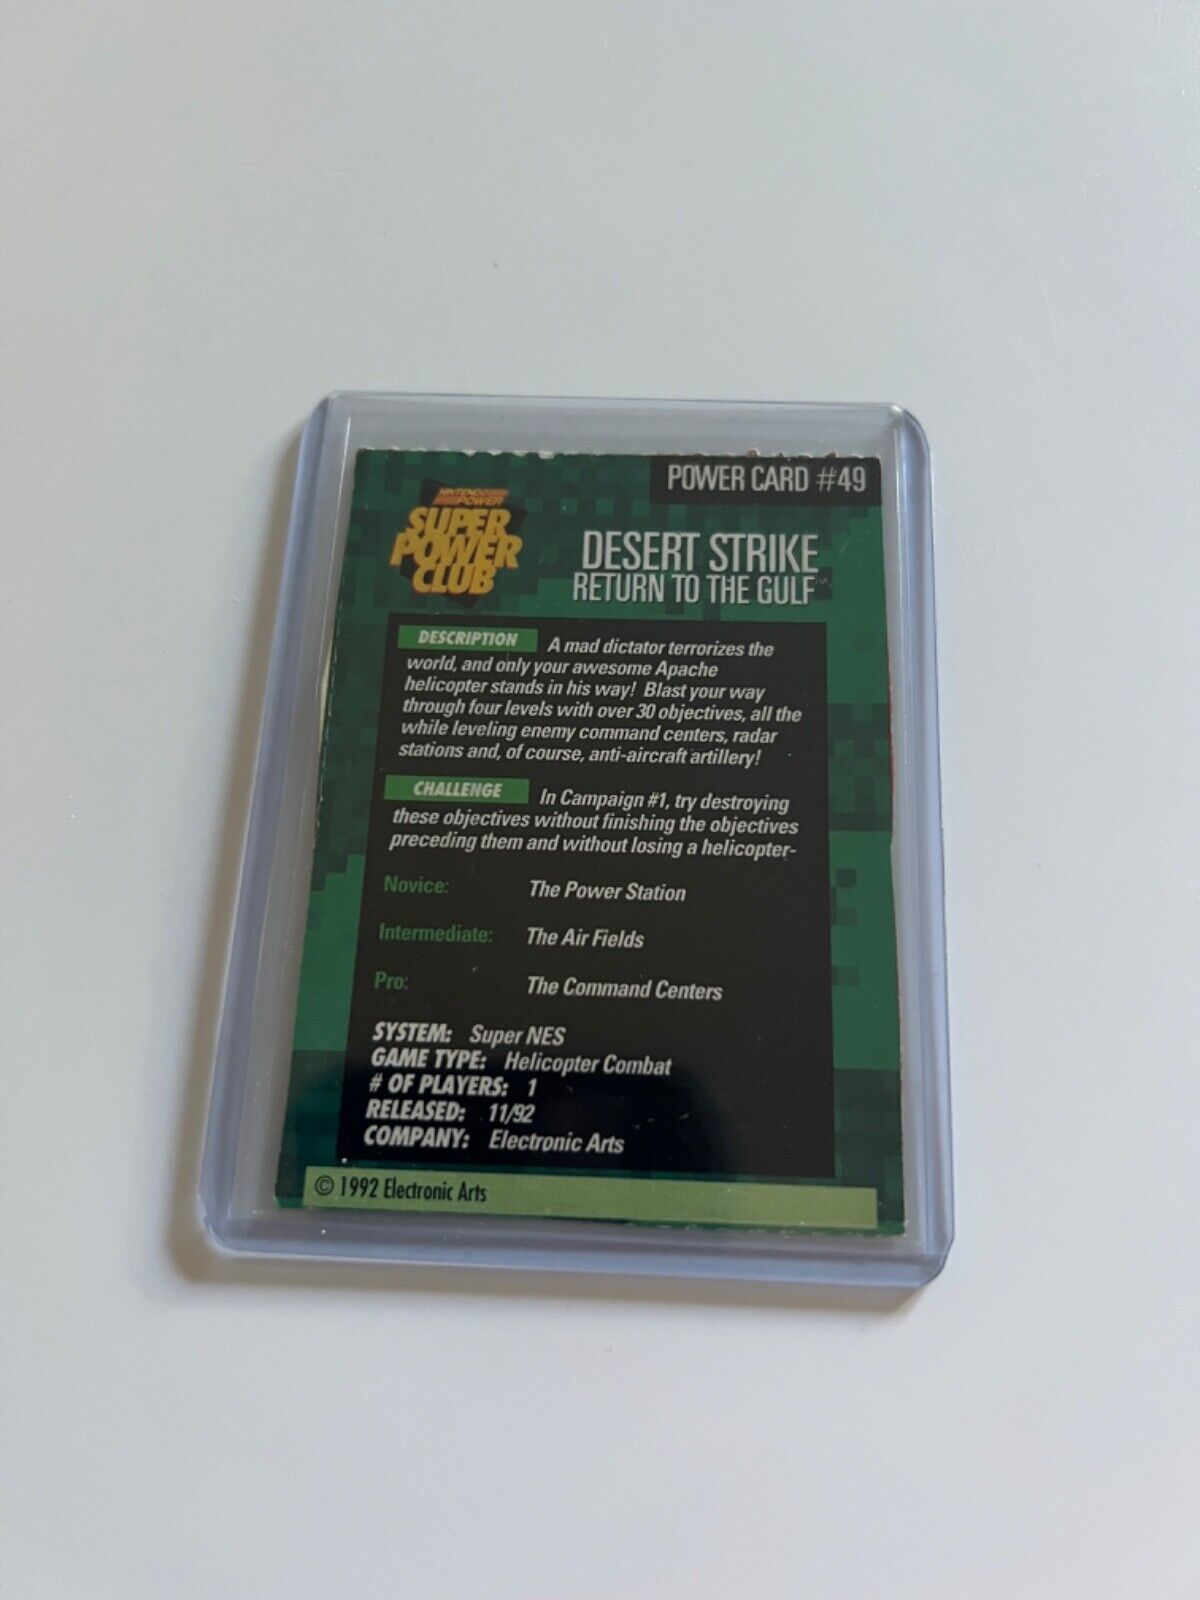 POWER CARD #49
NINTENDO
POWER
SUPER
POWER
CLUB
DESERT STRIKE
RETURN TO THE GULF
DESCRIPTION A mad dictator terrorizes the
world, and only your awesome Apache
helicopter stands in his way! Blast your way
through four levels with over 30 objectives, all the
while leveling enemy command centers, radar
stations and, of course, anti-aircraft artillery!
CHALLENGE In Campaign #1, try destroying
these objectives without finishing the objectives
preceding them and without losing a helicopter-
Novice: The Power Station
Intermediate: The Air Fields
Pro: The Command Centers
SYSTEM: Super NES
GAME TYPE: Helicopter Combat
# OF PLAYERS: 1
RELEASED: 11/92
COMPANY: Electronic Arts
© 1992 Electronic Arts